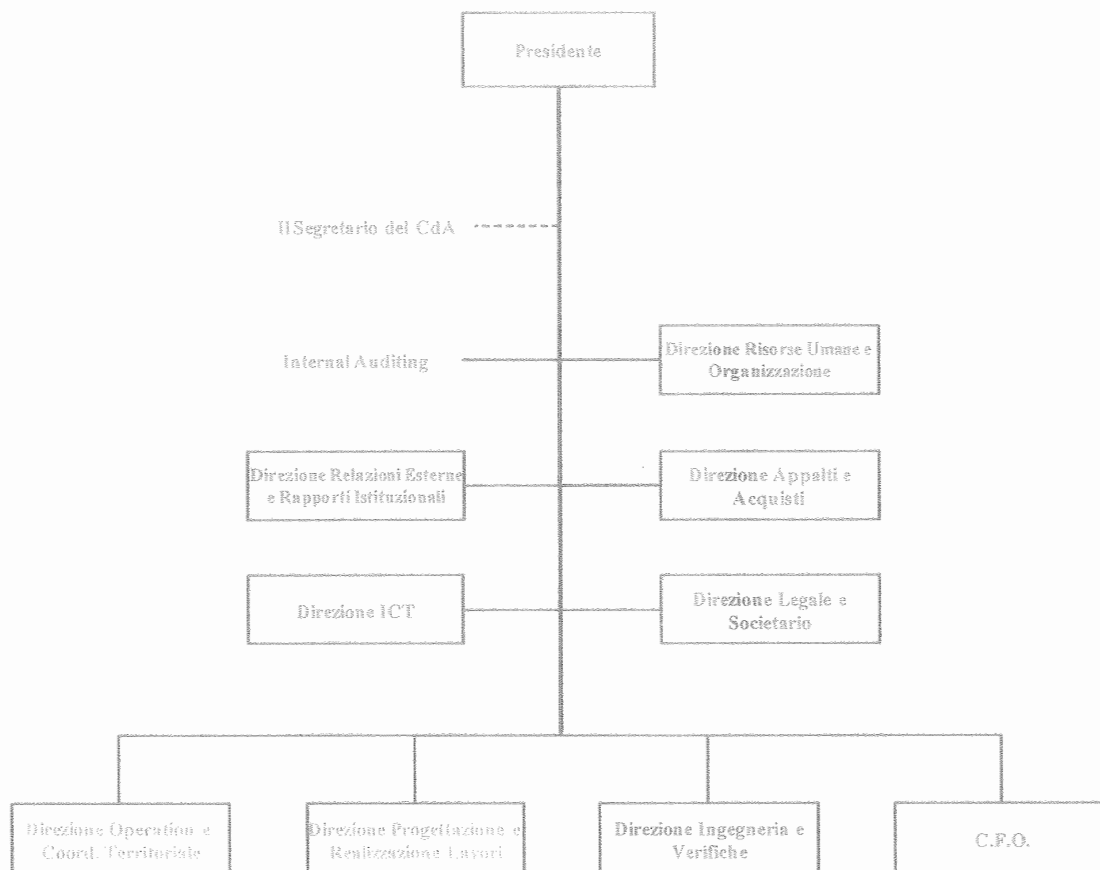 Presidente
Il Segretario del CdA
Internal Auditing
Direzione Risorse Umane e
Organizzazione
Direzione Relazioni Esterne
e Rapporti Istituzionali
Direzione Appalti e
Acquisti
Direzione ICT
Direzione Legale e
Societario
Direzione Operation e
Coord. Territoriale
Direzione Progettazione e
Realizzazione Lavori
Direzione Ingegneria e
Verifiche
C.F.O.